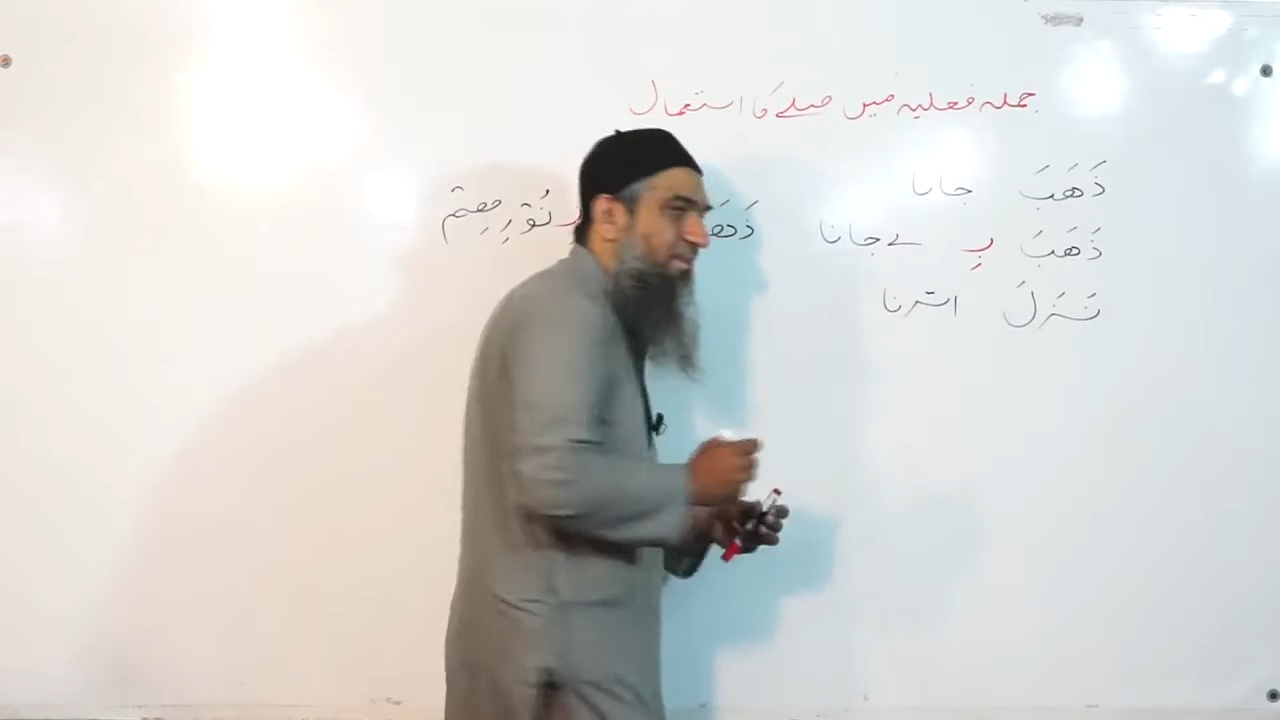 جملہ فعلیہ میں صلے کا استعمال
ذَهَبَ جانا
ذَهَبَ بِ لے جانا ذَهَبَ بِنُوْرِهِمْ
نَزَلَ اترنا